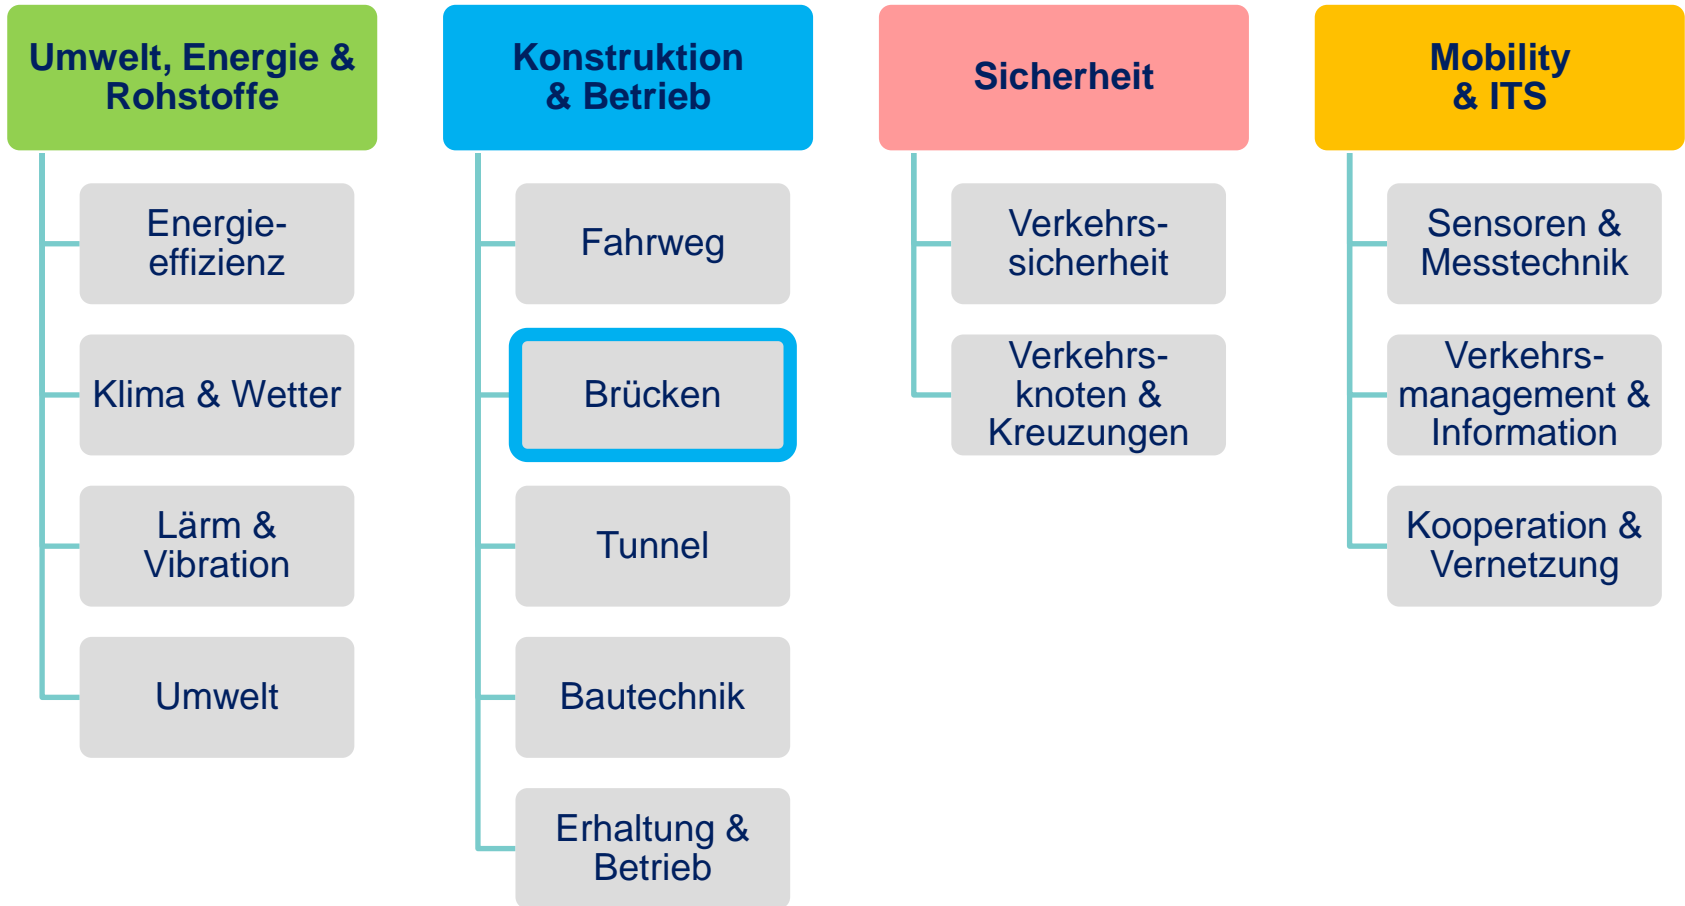 Umwelt, Energie &
Rohstoffe
Energie-
effizienz
Klima & Wetter
Lärm &
Vibration
Umwelt
Konstruktion
& Betrieb
Fahrweg
Brücken
Tunnel
Bautechnik
Erhaltung &
Betrieb
Sicherheit
Verkehrs-
sicherheit
Verkehrs-
knoten &
Kreuzungen
Mobility
& ITS
Sensoren &
Messtechnik
Verkehrs-
management &
Information
Kooperation &
Vernetzung